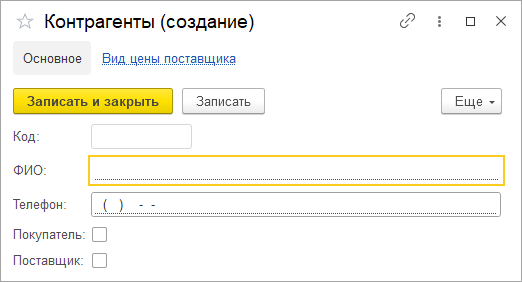 Контрагенты (создание)
Основное Вид цены поставщика
Записать и закрыть Записать Еще
Код:
ФИО:
Телефон: ( ) - -
Покупатель:
Поставщик: